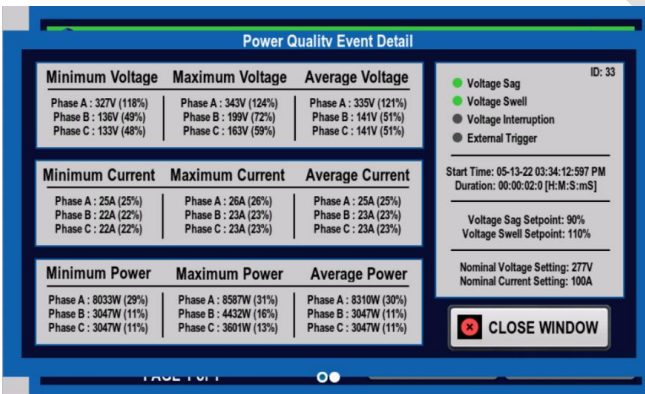 Power Quality Event Detail
Minimum Voltage
Phase A : 327V (118%)
Phase B : 136V (49%)
Phase C : 133V (48%)
Maximum Voltage
Phase A : 343V (124%)
Phase B : 199V (72%)
Phase C : 163V (59%)
Average Voltage
Phase A : 335V (121%)
Phase B : 141V (51%)
Phase C : 141V (51%)
Minimum Current
Phase A : 25A (25%)
Phase B : 22A (22%)
Phase C : 22A (22%)
Maximum Current
Phase A : 26A (26%)
Phase B : 23A (23%)
Phase C : 23A (23%)
Average Current
Phase A : 25A (25%)
Phase B : 23A (23%)
Phase C : 23A (23%)
Minimum Power
Phase A : 8033W (29%)
Phase B : 3047W (11%)
Phase C : 3047W (11%)
Maximum Power
Phase A : 8587W (31%)
Phase B : 4432W (16%)
Phase C : 3601W (13%)
Average Power
Phase A : 8310W (30%)
Phase B : 3047W (11%)
Phase C : 3047W (11%)
ID: 33
Voltage Sag
Voltage Swell
Voltage Interruption
External Trigger
Start Time: 05-13-22 03:34:12:597 PM
Duration: 00:00:02:0 [H:M:S:mS]
Voltage Sag Setpoint: 90%
Voltage Swell Setpoint: 110%
Nominal Voltage Setting: 277V
Nominal Current Setting: 100A
CLOSE WINDOW